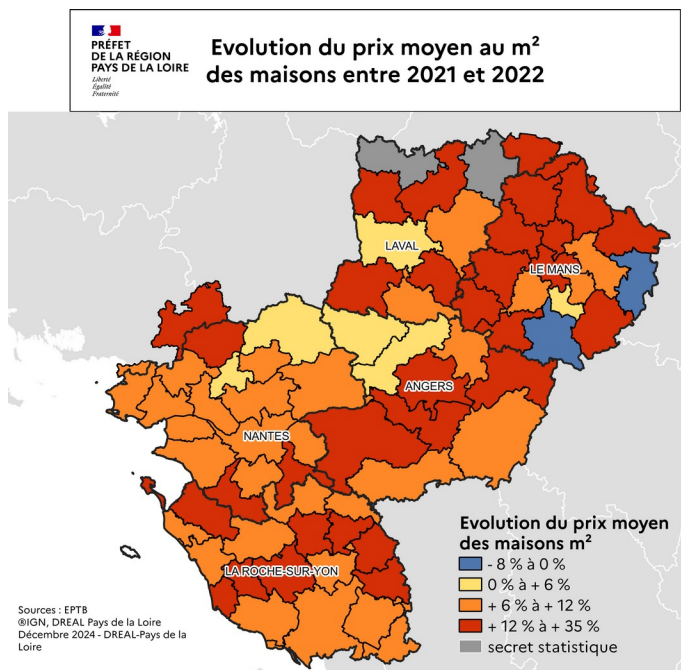 PRÉFET
DE LA RÉGION
PAYS DE LA LOIRE
Liberté
Égalité
Fraternité
Evolution du prix moyen au m²
des maisons entre 2021 et 2022
LAVAL
LE MANS
ANGERS
NANTES
LA ROCHE-SUR-YON
Evolution du prix moyen
des maisons m²
- 8 % à 0 %
0 % à + 6 %
+ 6 % à + 12 %
+ 12 % à + 35 %
secret statistique
Sources : EPTB
®IGN, DREAL Pays de la Loire
Décembre 2024 - DREAL-Pays de la
Loire